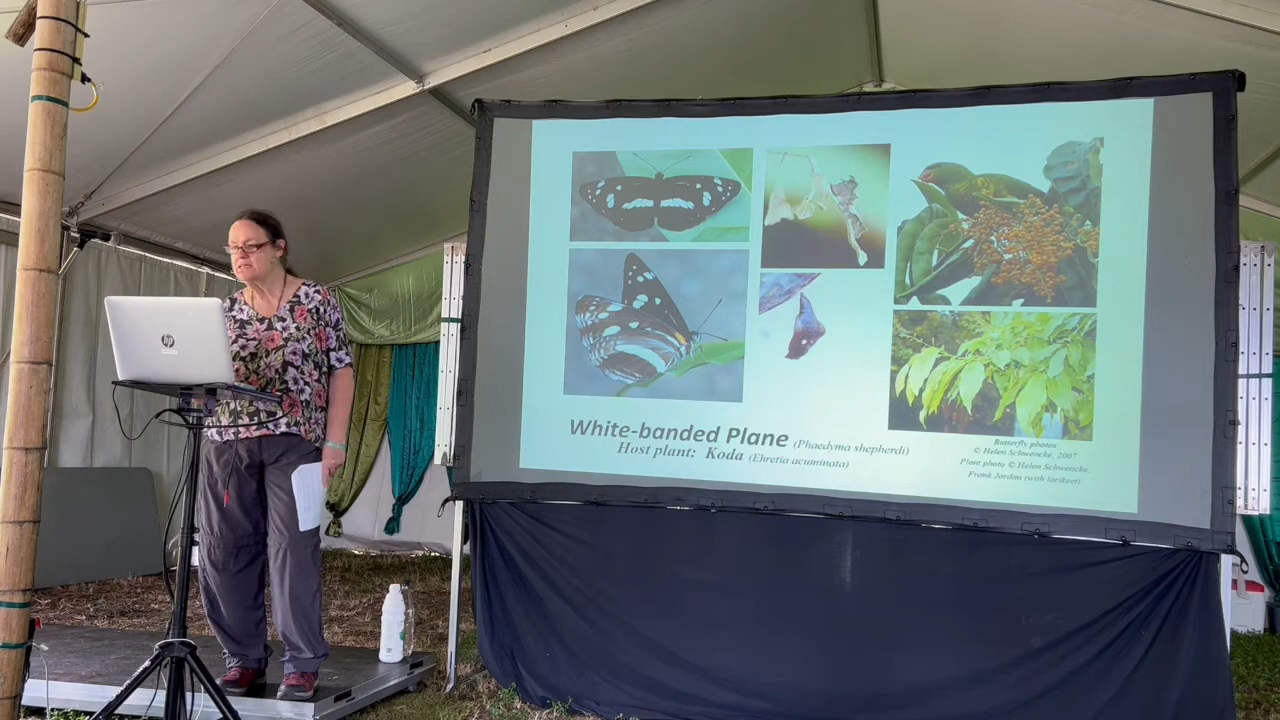 hp
White-banded Plane (Phaedyma shepherdi)
Host plant: Koda (Ehretia acuminata)
Butterfly photos
© Helen Schwencke, 2007
Plant photo © Helen Schwencke,
Frank Jordan (with lorikeet)